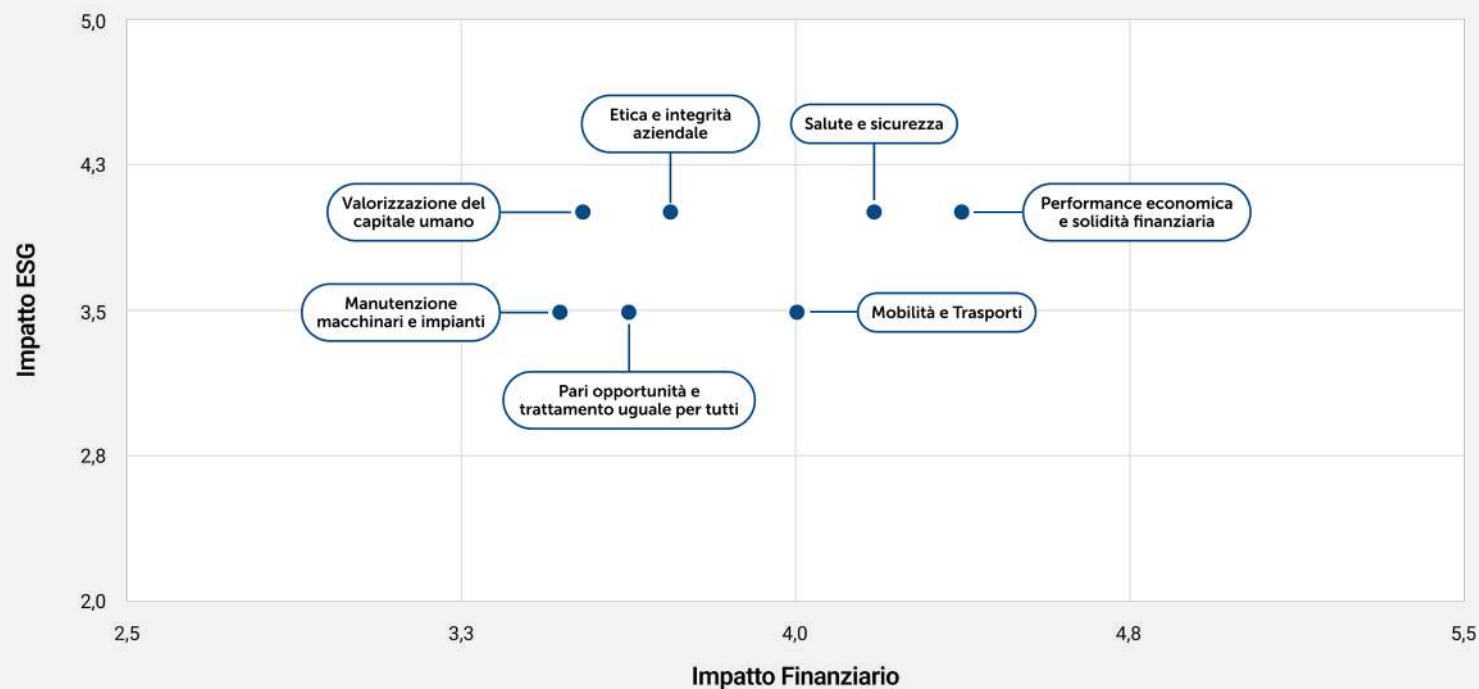 5,0
Etica e integrità
aziendale
Salute e sicurezza
4,3
Valorizzazione del
capitale umano
Performance economica
e solidità finanziaria
Impatto ESG
3,5
Manutenzione
macchinari e impianti
Mobilità e Trasporti
Pari opportunità e
trattamento uguale per tutti
2,8
2,0
2,5
3,3
4,0
4,8
5,5
Impatto Finanziario